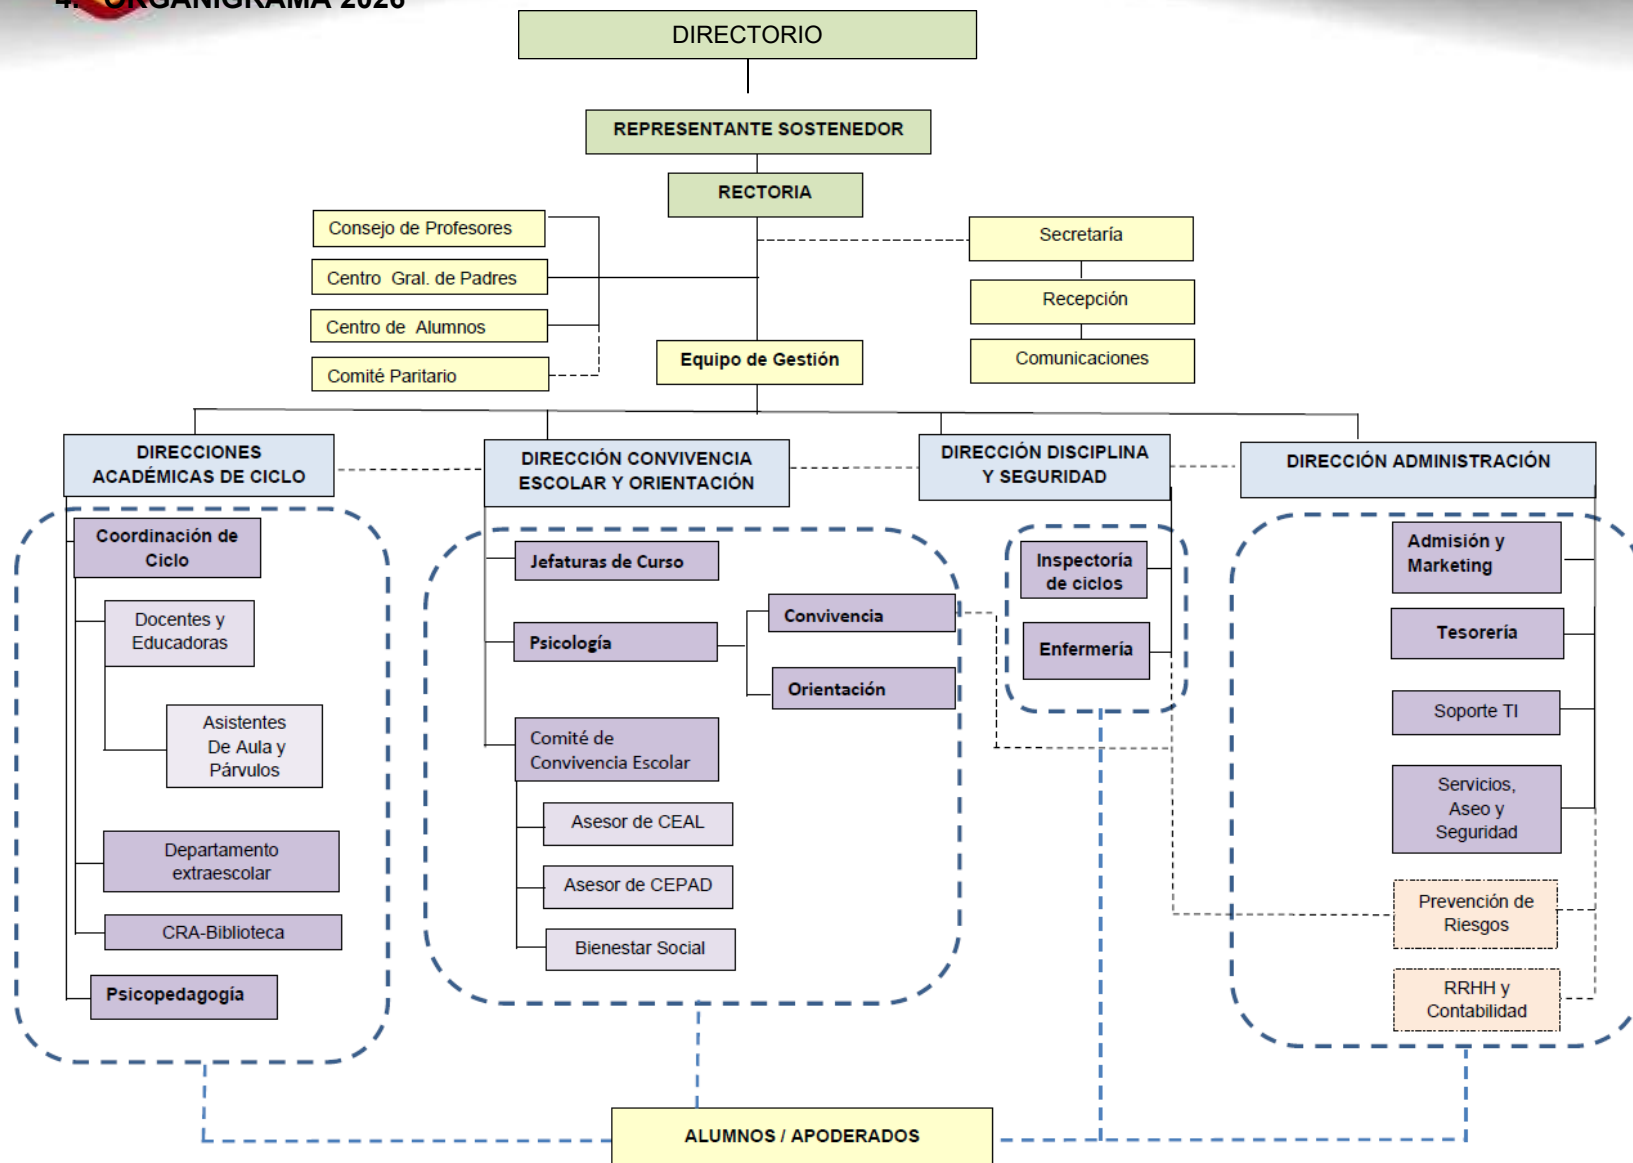 4. ORGANIGRAMA 2026
DIRECTORIO
REPRESENTANTE SOSTENEDOR
RECTORIA
Consejo de Profesores
Centro Gral. de Padres
Centro de Alumnos
Comité Paritario
Secretaría
Recepción
Comunicaciones
Equipo de Gestión
DIRECCIONES
ACADÉMICAS DE CICLO
DIRECCIÓN CONVIVENCIA
ESCOLAR Y ORIENTACIÓN
DIRECCIÓN DISCIPLINA
Y SEGURIDAD
DIRECCIÓN ADMINISTRACIÓN
Coordinación de
Ciclo
Docentes y
Educadoras
Asistentes
De Aula y
Párvulos
Departamento
extraescolar
CRA-Biblioteca
Psicopedagogía
Jefaturas de Curso
Psicología
Convivencia
Orientación
Comité de
Convivencia Escolar
Asesor de CEAL
Asesor de CEPAD
Bienestar Social
Inspectoría
de ciclos
Enfermería
Admisión y
Marketing
Tesorería
Soporte TI
Servicios,
Aseo y
Seguridad
Prevención de
Riesgos
RRHH y
Contabilidad
ALUMNOS / APODERADOS